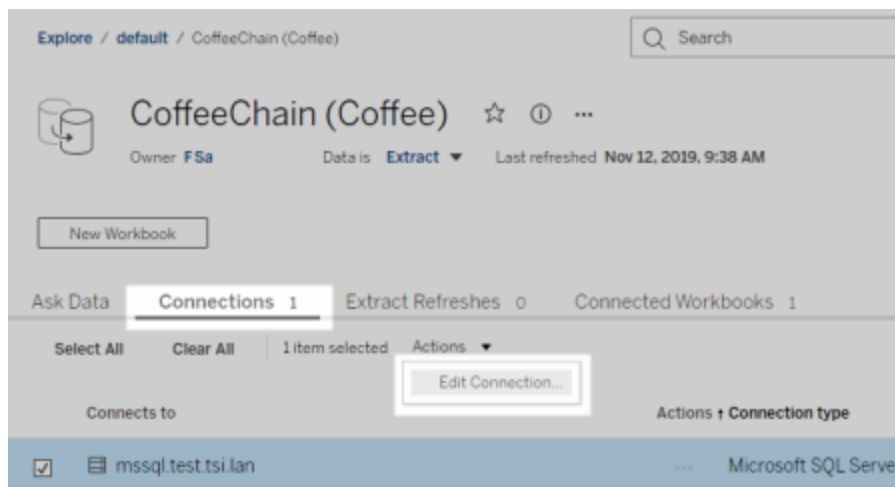 Explore / default / CoffeeChain (Coffee)
Search
CoffeeChain (Coffee)
Owner FSa Data is Extract Last refreshed Nov 12, 2019, 9:38 AM
New Workbook
Ask Data Connections 1 Extract Refreshes 0 Connected Workbooks 1
Select All Clear All 1 item selected Actions
Edit Connection...
Connects to Actions Connection type
mssql.test.tsi.lan ... Microsoft SQL Serve